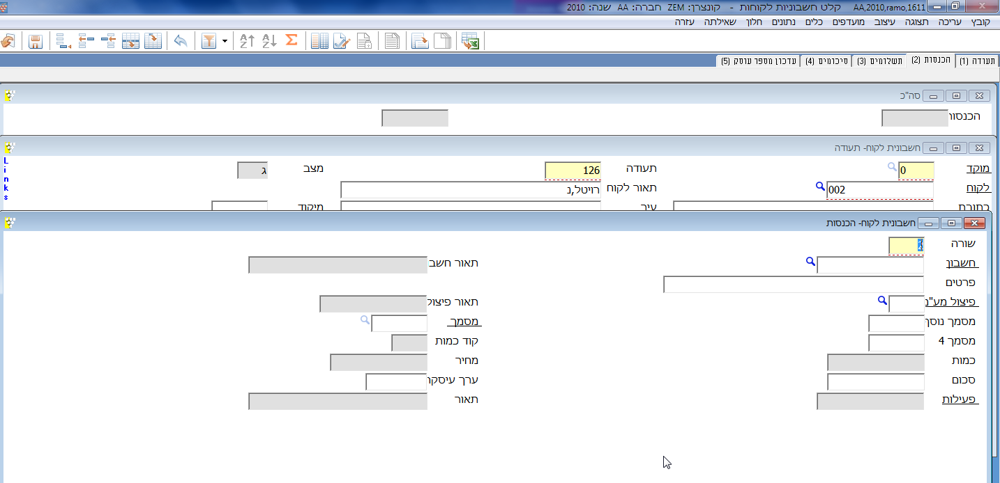 AA,2010,ramo,1611 קלט חשבוניות לקוחות - קונצרן: ZEM חברה: AA שנה: 2010
קובץ עריכה תצוגה עיצוב מועדפים כלים נתונים חלון שאילתה עזרה
תעודה (1) הכנסות (2) תשלומים (3) סיכומים (4) עדכון מספר עוסק (5)
סה"כ
הכנסות
חשבונית לקוח- תעודה
Links
מוקד 0 תעודה 126 מצב ג
לקוח 002 תאור לקוח רויטל,נ
כתובת עיר מיקוד
חשבונית לקוח- הכנסות
שורה 2
חשבון תאור חשב
פרטים
פיצול מע"מ תאור פיצול
מסמך נוסף מסמך
מסמך 4 קוד כמות
כמות מחיר
סכום ערך עיסקה
פעילות תאור